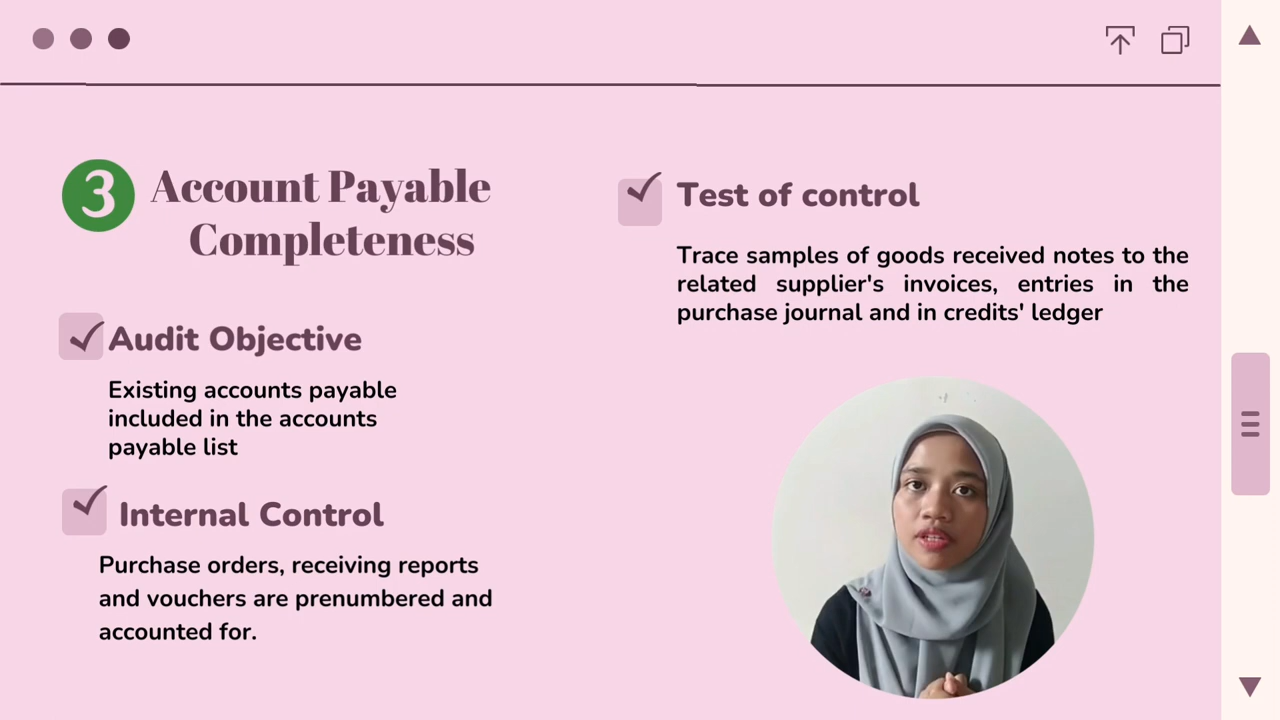 3
Account Payable
Completeness
Audit Objective
Existing accounts payable
included in the accounts
payable list
Internal Control
Purchase orders, receiving reports
and vouchers are prenumbered and
accounted for.
Test of control
Trace samples of goods received notes to the
related supplier's invoices, entries in the
purchase journal and in credits' ledger